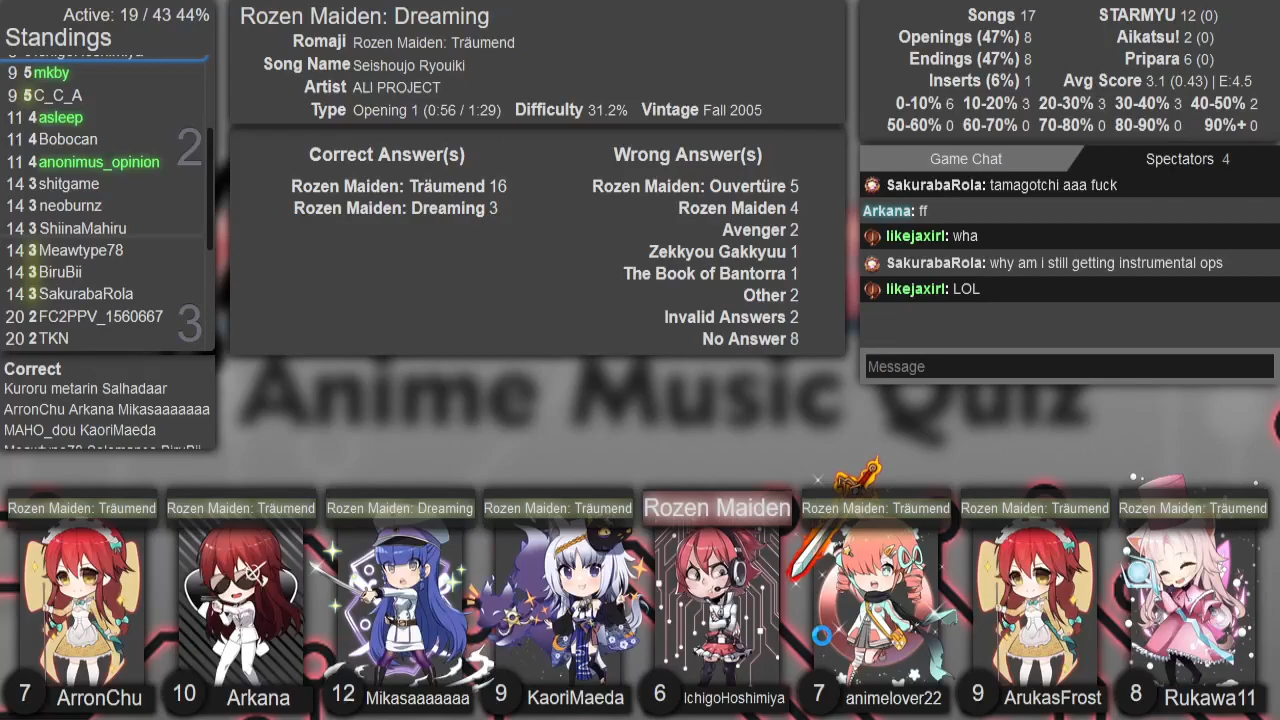 Active: 19 / 43 44%
Standings
9 5 mkby
9 5 C_C_A
11 4 asleep
11 4 Bobocan
11 4 anonimus_opinion
2
14 3 shitgame
14 3 neoburnz
14 3 ShiinaMahiru
14 3 Meawtype78
14 3 BiruBii
14 3 SakurabaRola
20 2 FC2PPV_1560667
3
20 2 TKN
Correct
Kuroru metarin Salhadaar
ArronChu Arkana Mikasaaaaaaa
MAHO_dou KaoriMaeda
Rozen Maiden: Dreaming
Romaji Rozen Maiden: Träumend
Song Name Seishoujo Ryouiki
Artist ALI PROJECT
Type Opening 1 (0:56 / 1:29) Difficulty 31.2% Vintage Fall 2005
Correct Answer(s)
Rozen Maiden: Träumend 16
Rozen Maiden: Dreaming 3
Wrong Answer(s)
Rozen Maiden: Ouvertüre 5
Rozen Maiden 4
Avenger 2
Zekkyou Gakkyuu 1
The Book of Bantorra 1
Other 2
Invalid Answers 2
No Answer 8
Songs 17 STARMYU 12 (0)
Openings (47%) 8 Aikatsu! 2 (0)
Endings (47%) 8 Pripara 6 (0)
Inserts (6%) 1 Avg Score 3.1 (0.43) | E:4.5
0-10% 6 10-20% 3 20-30% 3 30-40% 3 40-50% 2
50-60% 0 60-70% 0 70-80% 0 80-90% 0 90%+ 0
Game Chat Spectators 4
SakurabaRola: tamagotchi aaa fuck
Arkana: ff
likejaxirl: wha
SakurabaRola: why am i still getting instrumental ops
likejaxirl: LOL
Message
Anime Music Quiz
Rozen Maiden: Träumend Rozen Maiden: Träumend Rozen Maiden: Dreaming Rozen Maiden: Träumend Rozen Maiden Rozen Maiden: Träumend Rozen Maiden: Träumend Rozen Maiden: Träumend
7 ArronChu 10 Arkana 12 Mikasaaaaaaa 9 KaoriMaeda 6 IchigoHoshimiya 7 animelover22 9 ArukasFrost 8 Rukawa11